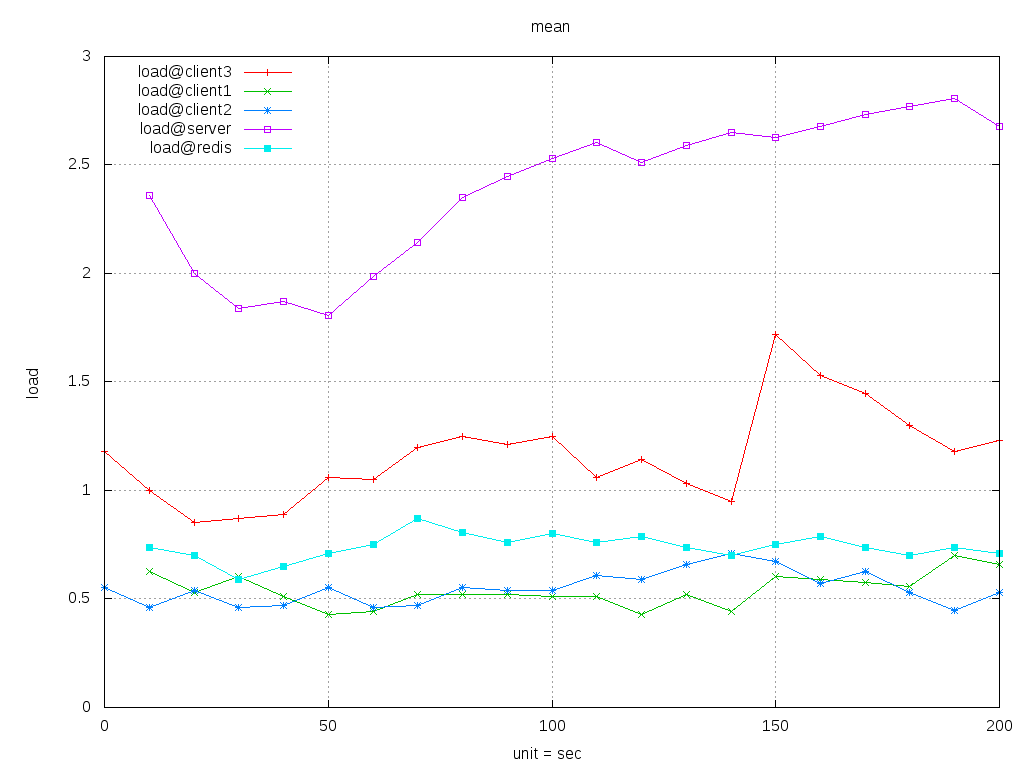 mean
load@client3
load@client1
load@client2
load@server
load@redis
3
2.5
2
1.5
1
0.5
0
load
0 50 100 150 200
unit = sec